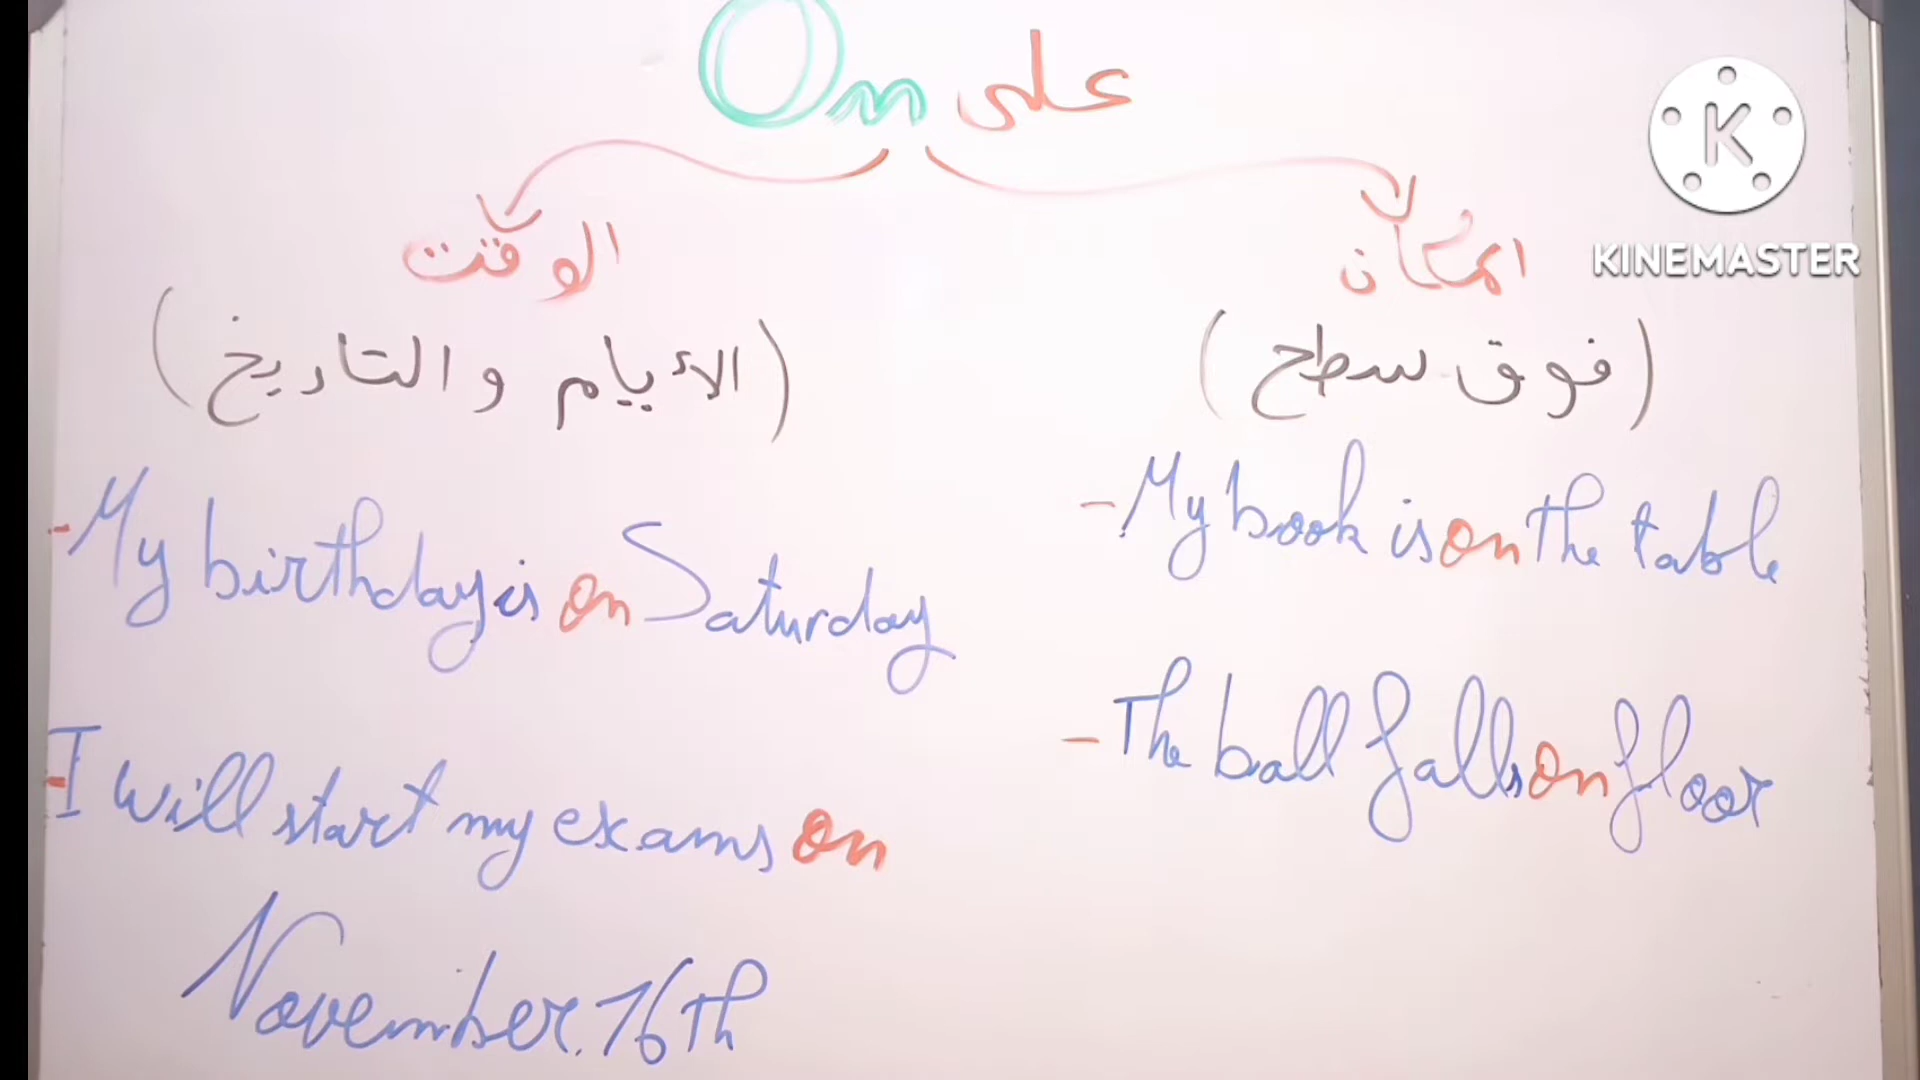 On على
الوقت
(الأيام والتاريخ)
-My birthday is on Saturday
-I will start my exams on
November. 16th
المكان
(فوق سطح)
-My book is on the table
-The ball falls on floor
K
KINEMASTER